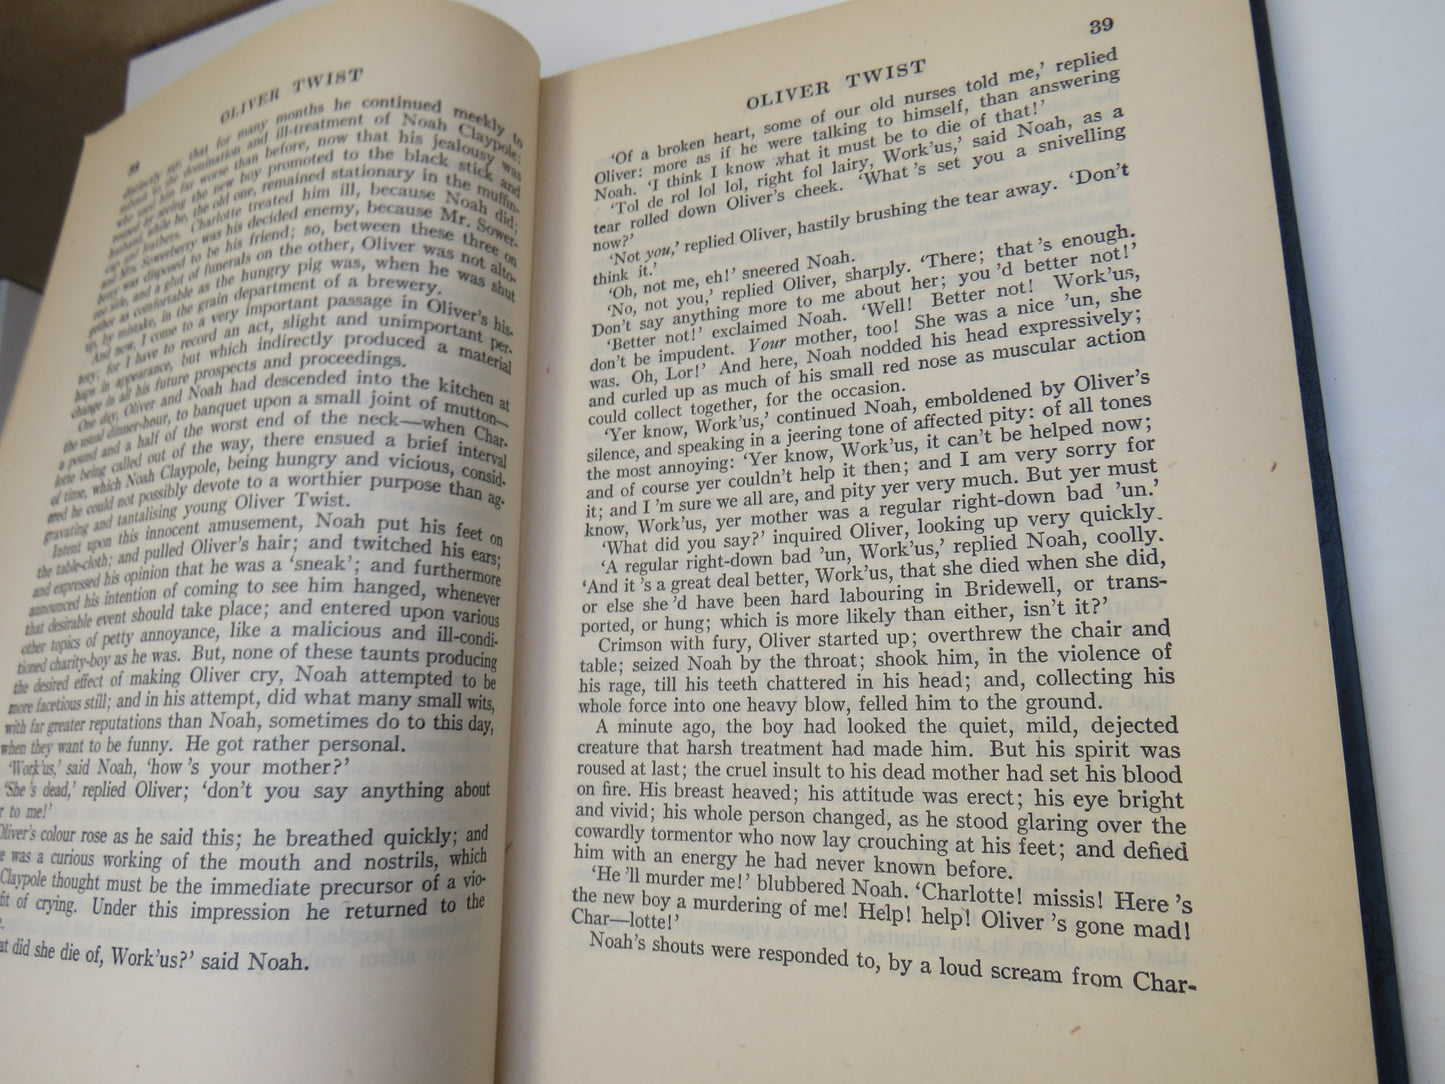 OLIVER TWIST
38
distinctly say, that for many months he continued meekly to
submit to the domination and ill-treatment of Noah Claypole:
who used him far worse than before, now that his jealousy was
roused by seeing the new boy promoted to the black stick and
hatband, while he, the old one, remained stationary in the muffin-
cap and leathers. Charlotte treated him ill, because Noah did;
and Mrs. Sowerberry was his decided enemy, because Mr. Sower-
berry was disposed to be his friend; so, between these three on
one side, and a glut of funerals on the other, Oliver was not alto-
gether as comfortable as the hungry pig was, when he was shut
up, by mistake, in the grain department of a brewery.
And now, I come to a very important passage in Oliver's his-
tory; for I have to record an act, slight and unimportant per-
haps in appearance, but which indirectly produced a material
change in all his future prospects and proceedings.
One day, Oliver and Noah had descended into the kitchen at
the usual dinner-hour, to banquet upon a small joint of mutton—
a pound and a half of the worst end of the neck—when Char-
lotte being called out of the way, there ensued a brief interval
of time, which Noah Claypole, being hungry and vicious, consid-
ered he could not possibly devote to a worthier purpose than ag-
gravating and tantalising young Oliver Twist.
Intent upon this innocent amusement, Noah put his feet on
the table-cloth; and pulled Oliver's hair; and twitched his ears;
and expressed his opinion that he was a 'sneak'; and furthermore
announced his intention of coming to see him hanged, whenever
that desirable event should take place; and entered upon various
other topics of petty annoyance, like a malicious and ill-condi-
tioned charity-boy as he was. But, none of these taunts producing
the desired effect of making Oliver cry, Noah attempted to be
more facetious still; and in his attempt, did what many small wits,
with far greater reputations than Noah, sometimes do to this day,
when they want to be funny. He got rather personal.
'Work'us,' said Noah, 'how's your mother?'
'She's dead,' replied Oliver; 'don't you say anything about
r to me!'
Oliver's colour rose as he said this; he breathed quickly; and
e was a curious working of the mouth and nostrils, which
Claypole thought must be the immediate precursor of a vio-
fit of crying. Under this impression he returned to the
e.
at did she die of, Work'us?' said Noah.
39
OLIVER TWIST
'Of a broken heart, some of our old nurses told me,' replied
Oliver: more as if he were talking to himself, than answering
Noah. 'I think I know what it must be to die of that!'
'Tol de rol lol lol, right fol lairy, Work'us,' said Noah, as a
tear rolled down Oliver's cheek. 'What's set you a snivelling
now?'
'Not you,' replied Oliver, hastily brushing the tear away. 'Don't
think it.'
'Oh, not me, eh!' sneered Noah.
'No, not you,' replied Oliver, sharply. 'There; that's enough.
Don't say anything more to me about her; you'd better not!'
'Better not!' exclaimed Noah. 'Well! Better not! Work'us,
don't be impudent. Your mother, too! She was a nice 'un, she
was. Oh, Lor!' And here, Noah nodded his head expressively;
and curled up as much of his small red nose as muscular action
could collect together, for the occasion.
'Yer know, Work'us,' continued Noah, emboldened by Oliver's
silence, and speaking in a jeering tone of affected pity: of all tones
the most annoying: 'Yer know, Work'us, it can't be helped now;
and of course yer couldn't help it then; and I am very sorry for
it; and I'm sure we all are, and pity yer very much. But yer must
know, Work'us, yer mother was a regular right-down bad 'un.'
'What did you say?' inquired Oliver, looking up very quickly.
'A regular right-down bad 'un, Work'us,' replied Noah, coolly.
'And it's a great deal better, Work'us, that she died when she did,
or else she'd have been hard labouring in Bridewell, or trans-
ported, or hung; which is more likely than either, isn't it?'
Crimson with fury, Oliver started up; overthrew the chair and
table; seized Noah by the throat; shook him, in the violence of
his rage, till his teeth chattered in his head; and, collecting his
whole force into one heavy blow, felled him to the ground.
A minute ago, the boy had looked the quiet, mild, dejected
creature that harsh treatment had made him. But his spirit was
roused at last; the cruel insult to his dead mother had set his blood
on fire. His breast heaved; his attitude was erect; his eye bright
and vivid; his whole person changed, as he stood glaring over the
cowardly tormentor who now lay crouching at his feet; and defied
him with an energy he had never known before.
'He'll murder me!' blubbered Noah. 'Charlotte! missis! Here's
the new boy a murdering of me! Help! help! Oliver's gone mad!
Char—lotte!'
Noah's shouts were responded to, by a loud scream from Char-